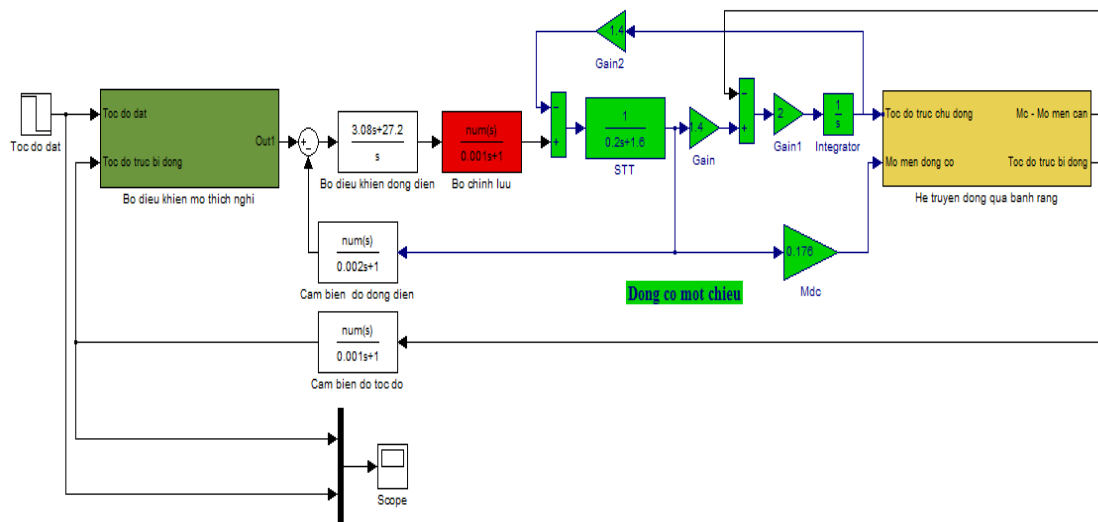 Toc do dat
Toc do dat
Toc do truc bi dong
Out1
Bo dieu khien mo thich nghi
3.08s+27.2
s
Bo dieu khien dong dien
num(s)
0.001s+1
Bo chinh luu
1.4
Gain2
1
0.2s+1.6
STT
1.4
Gain
2
Gain1
1
s
Integrator
Toc do truc chu dong
Mo men dong co
Mc - Mo men can
Toc do truc bi dong
He truyen dong qua banh rang
num(s)
0.002s+1
Cam bien do dong dien
Dong co mot chieu
0.176
Mdc
num(s)
0.001s+1
Cam bien do toc do
Scope